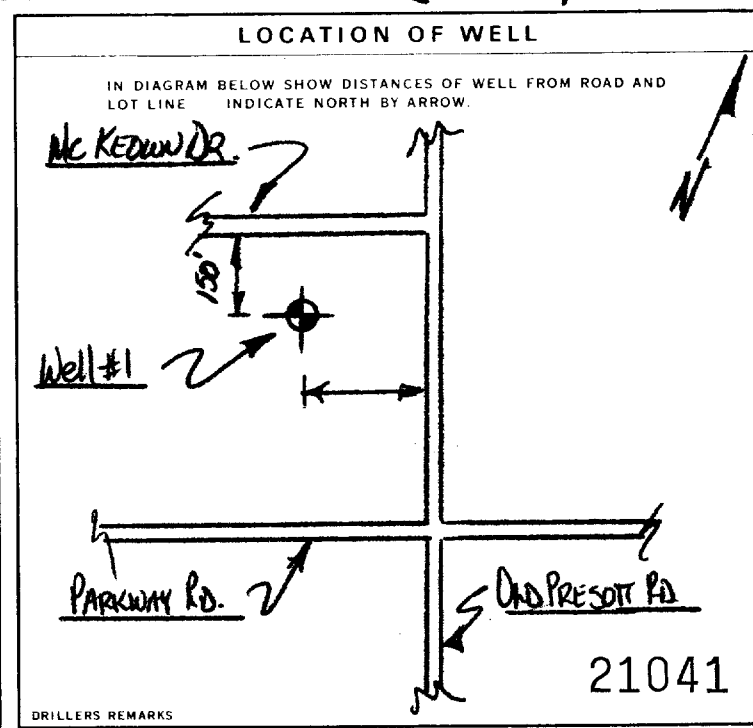 LOCATION OF WELL
IN DIAGRAM BELOW SHOW DISTANCES OF WELL FROM ROAD AND
LOT LINE INDICATE NORTH BY ARROW.
Mc KEOWN DR.
N
150'
Well #1
PARKWAY RD.
OLD PRESOTT RD
21041
DRILLERS REMARKS